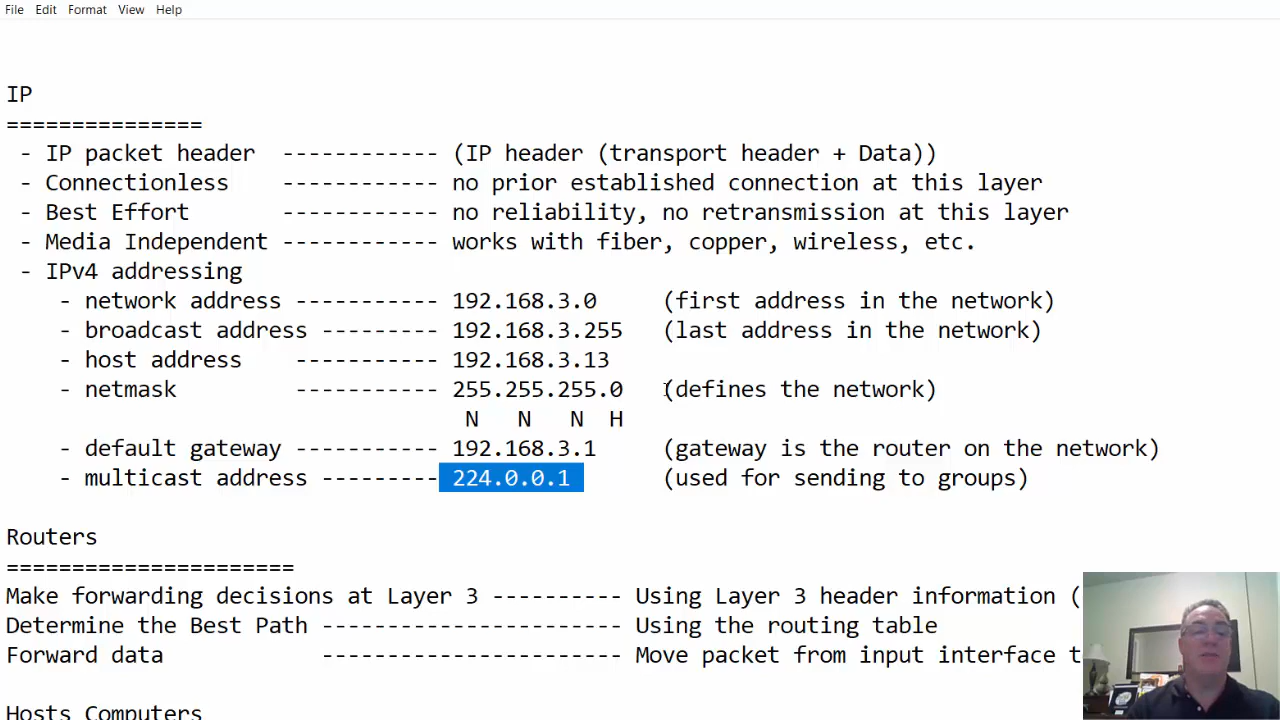 File Edit Format View Help
IP
===============
- IP packet header ------------ (IP header (transport header + Data))
- Connectionless ------------ no prior established connection at this layer
- Best Effort ------------ no reliability, no retransmission at this layer
- Media Independent ------------ works with fiber, copper, wireless, etc.
- IPv4 addressing
- network address ----------- 192.168.3.0 (first address in the network)
- broadcast address --------- 192.168.3.255 (last address in the network)
- host address ----------- 192.168.3.13
- netmask ----------- 255.255.255.0 (defines the network)
N N N H
- default gateway ----------- 192.168.3.1 (gateway is the router on the network)
- multicast address --------- 224.0.0.1 (used for sending to groups)
Routers
======================
Make forwarding decisions at Layer 3 ---------- Using Layer 3 header information (
Determine the Best Path ----------------------- Using the routing table
Forward data ----------------------- Move packet from input interface t
Hosts Computers